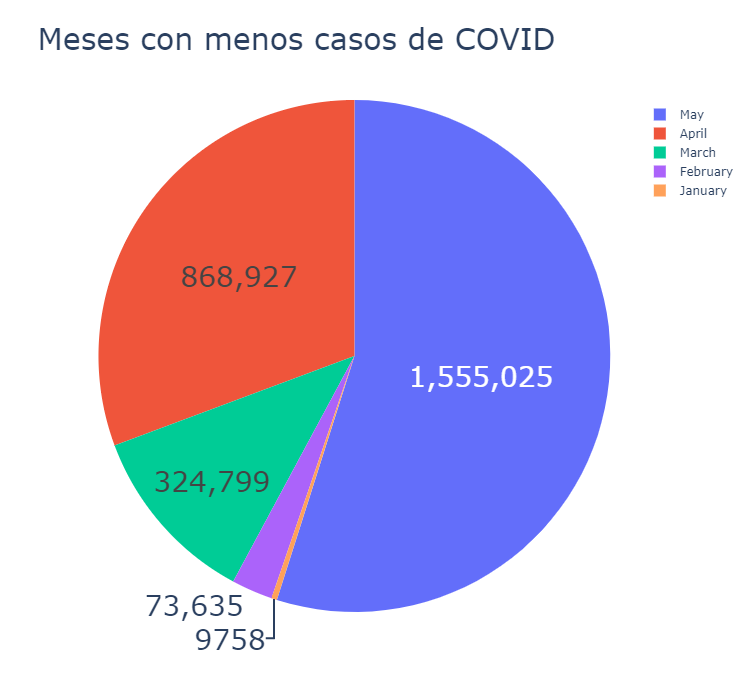 Meses con menos casos de COVID
May
April
March
February
January
868,927
1,555,025
324,799
73,635
9758